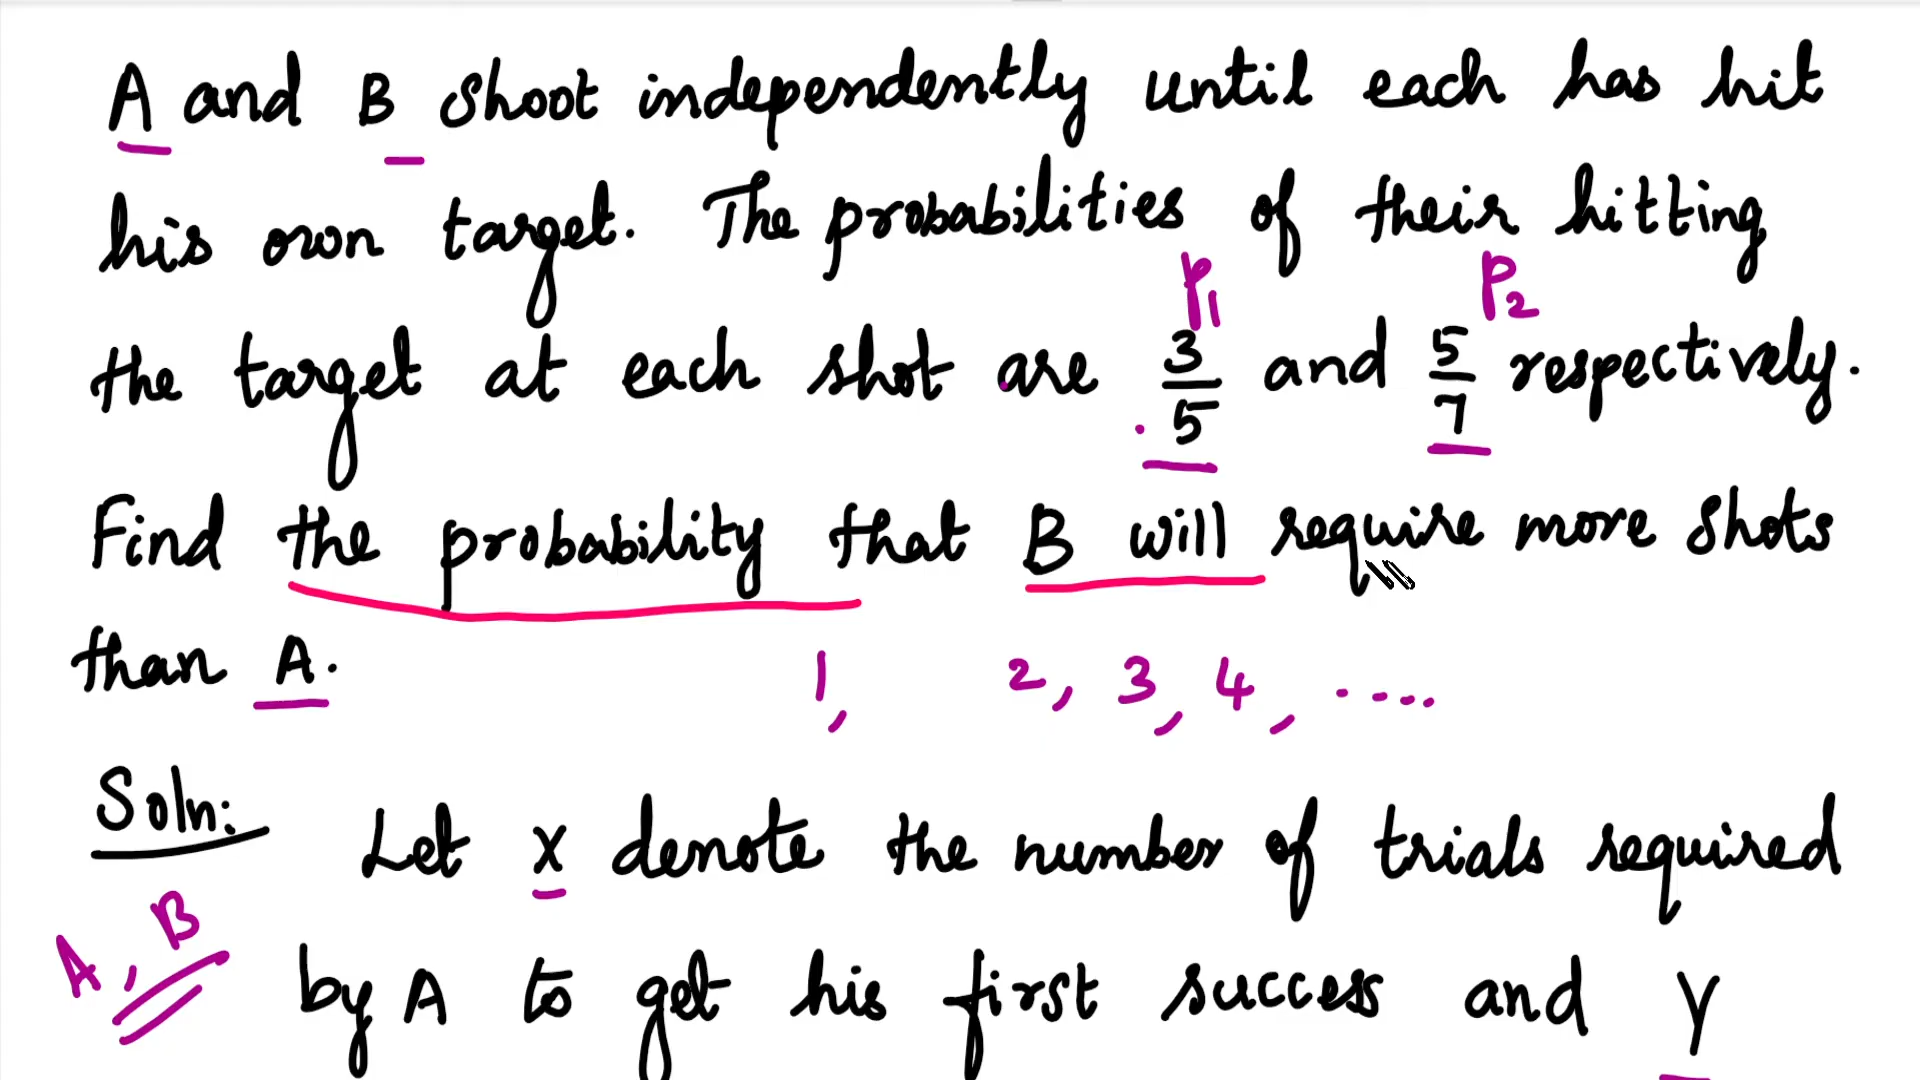 A and B shoot independently until each has hit
his own target. The probabilities of their hitting
p1 p2
the target at each shot are 3/5 and 5/7 respectively.
Find the probability that B will require more shots
than A.
1, 2, 3, 4, ....
Soln: Let X denote the number of trials required
A, B
by A to get his first success and Y